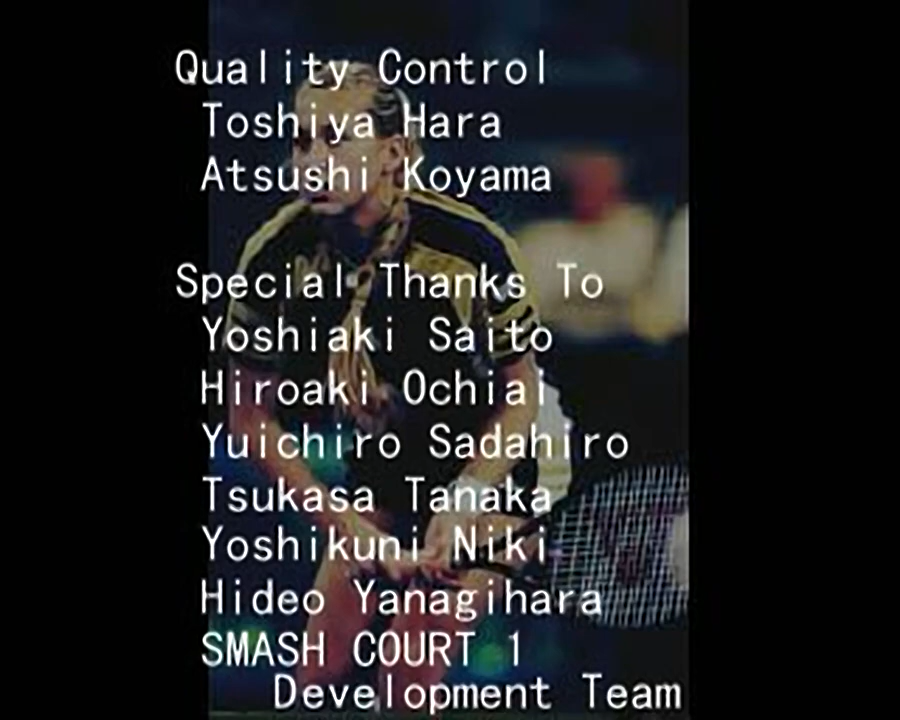 Quality Control
Toshiya Hara
Atsushi Koyama
Special Thanks To
Yoshiaki Saito
Hiroaki Ochiai
Yuichiro Sadahiro
Tsukasa Tanaka
Yoshikuni Niki
Hideo Yanagihara
SMASH COURT 1
Development Team